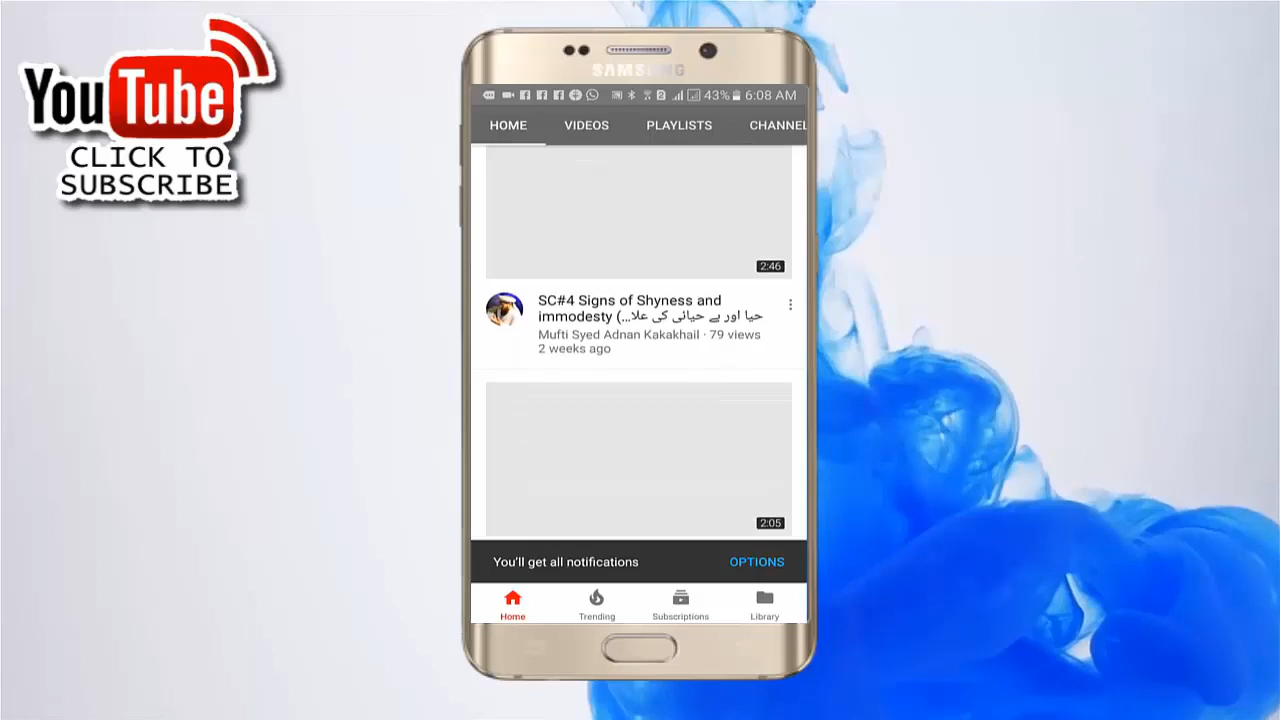 You Tube
CLICK TO
SUBSCRIBE
SAMSUNG
43% 6:08 AM
HOME VIDEOS PLAYLISTS CHANNEL
2:46
SC#4 Signs of Shyness and
immodesty (حیا اور بے حیائی کی علا...
Mufti Syed Adnan Kakakhail · 79 views
2 weeks ago
2:05
You'll get all notifications OPTIONS
Home Trending Subscriptions Library